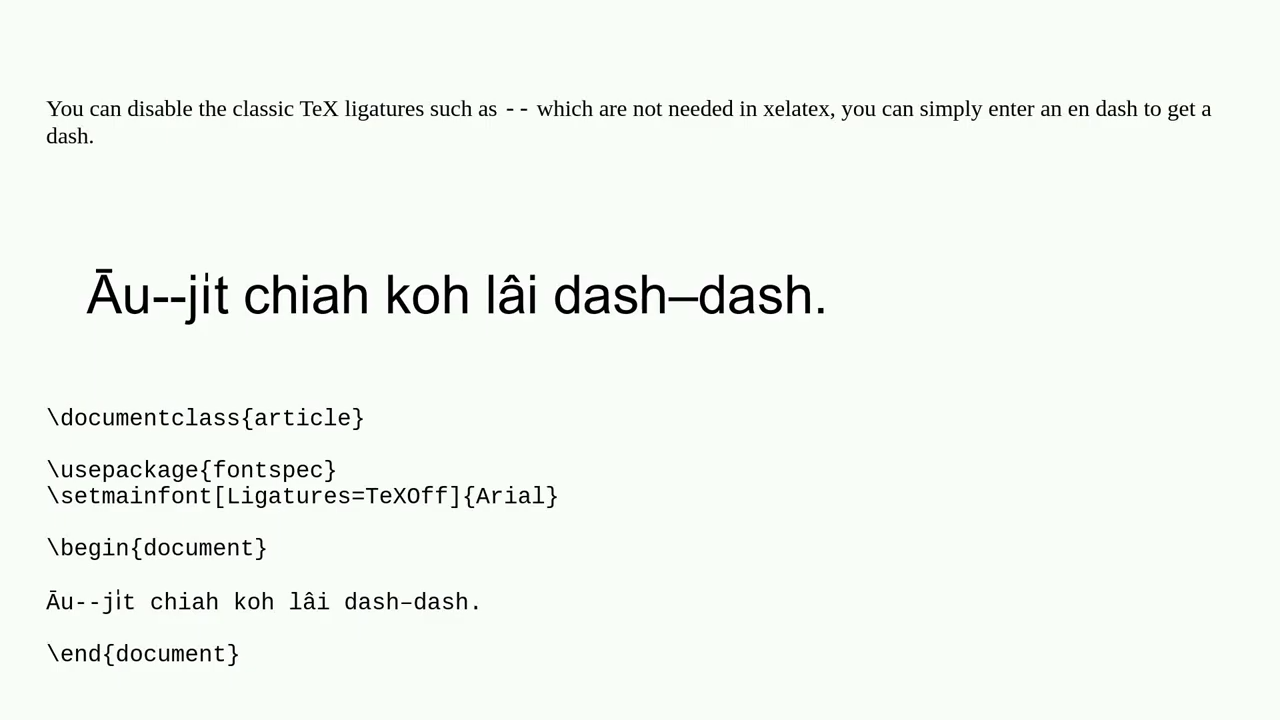 You can disable the classic TeX ligatures such as -- which are not needed in xelatex, you can simply enter an en dash to get a
dash.
Āu--ji̍t chiah koh lâi dash–dash.
\documentclass{article}
\usepackage{fontspec}
\setmainfont[Ligatures=TeXOff]{Arial}
\begin{document}
Āu--ji̍t chiah koh lâi dash–dash.
\end{document}